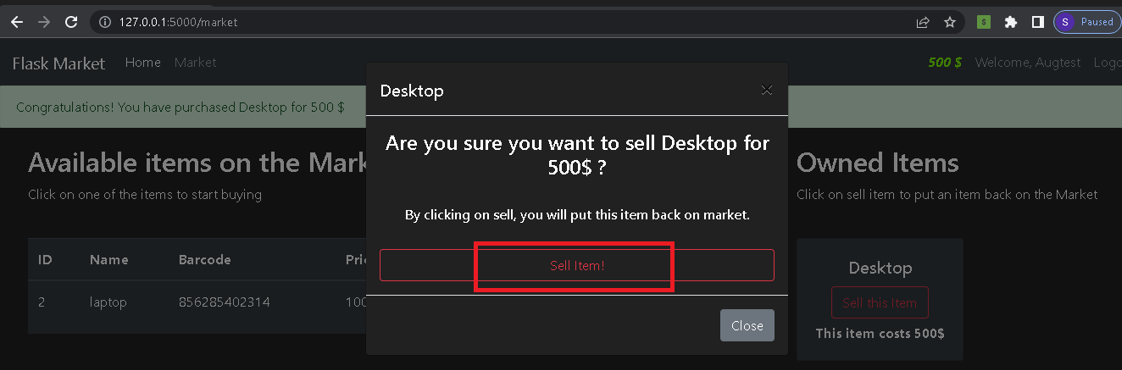 127.0.0.1:5000/market
S Paused
Flask Market Home Market
500 $ Welcome, Augtest Logo
Congratulations! You have purchased Desktop for 500 $
Desktop ×
Are you sure you want to sell Desktop for
500$ ?
By clicking on sell, you will put this item back on market.
Sell Item!
Close
Available items on the Mark
Click on one of the items to start buying
ID Name Barcode Pri
2 laptop 856285402314 100
Owned Items
Click on sell item to put an item back on the Market
Desktop
Sell this Item
This item costs 500$